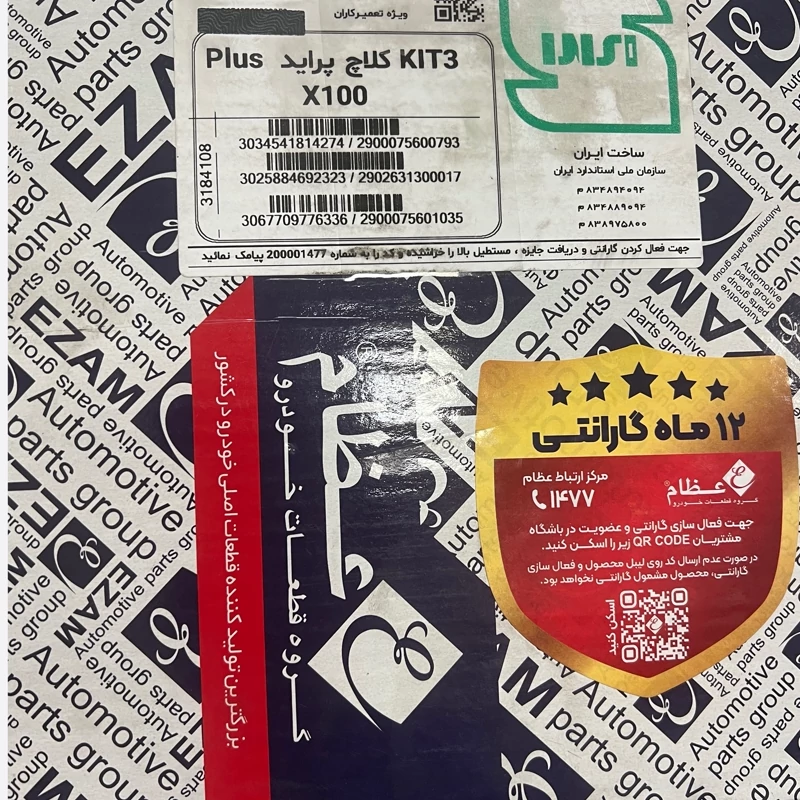 ویژه تعمیرکاران
KIT3 کلاچ پراید Plus
X100
3034541814274 / 2900075600793
3025884692323 / 2902631300017
3067709776336 / 2900075601035
3184108
ساخت ایران
سازمان ملی استاندارد ایران
۸۳۴۸۹۴۰۹۴ م
۸۳۴۸۸۹۰۹۴ م
۸۳۸۹۷۵۸۰۰ م
جهت فعال کردن گارانتی و دریافت جایزه ، مستطیل بالا را خراشیده و کد را به شماره 200001477 پیامک نمائید
عظام
گروه قطعات خودرو
بزرگترین تولید کننده قطعات اصلی خودرو در کشور
۱۲ ماه گارانتی
عظام
گروه قطعات خودرو
مرکز ارتباط عظام
۱۴۷۷
جهت فعال سازی گارانتی و عضویت در باشگاه
مشتریان QR CODE زیر را اسکن کنید.
در صورت عدم ارسال کد روی لیبل محصول و فعال سازی
گارانتی، محصول مشمول گارانتی نخواهد بود.
اسکن کنید
EZAM
Automotive
parts group